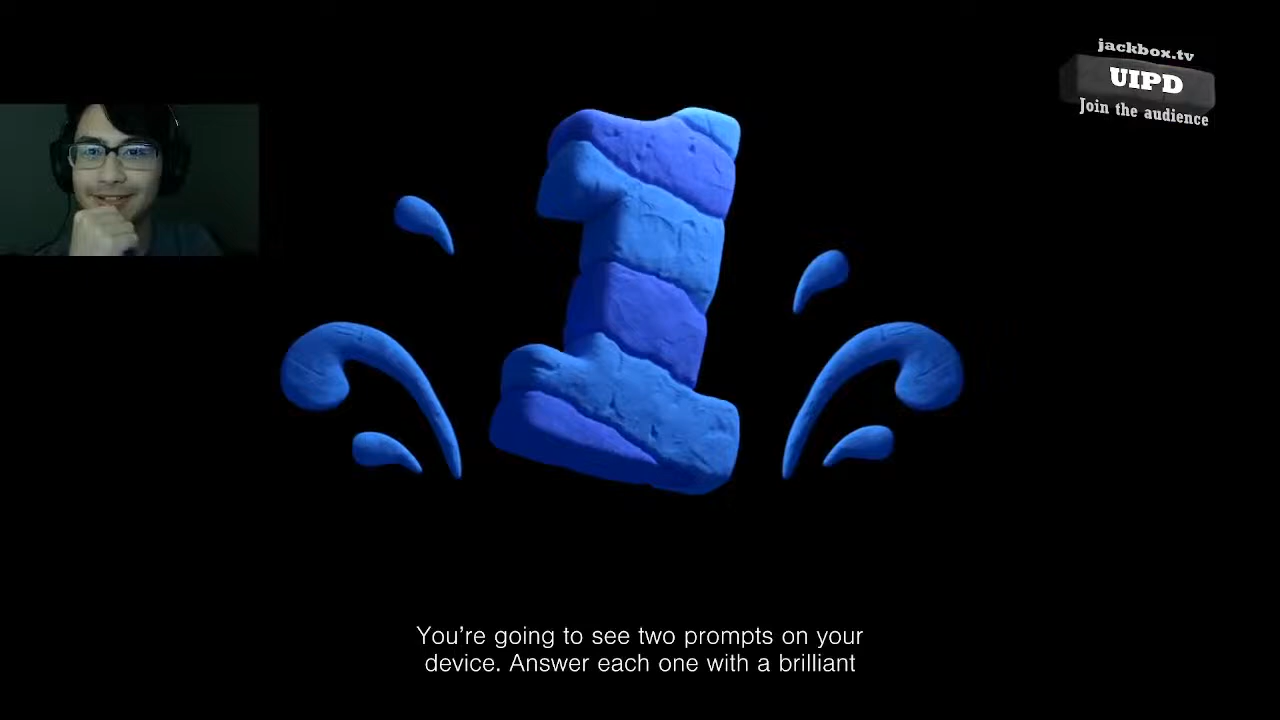 jackbox.tv
UIPD
Join the audience
1
You’re going to see two prompts on your
device. Answer each one with a brilliant